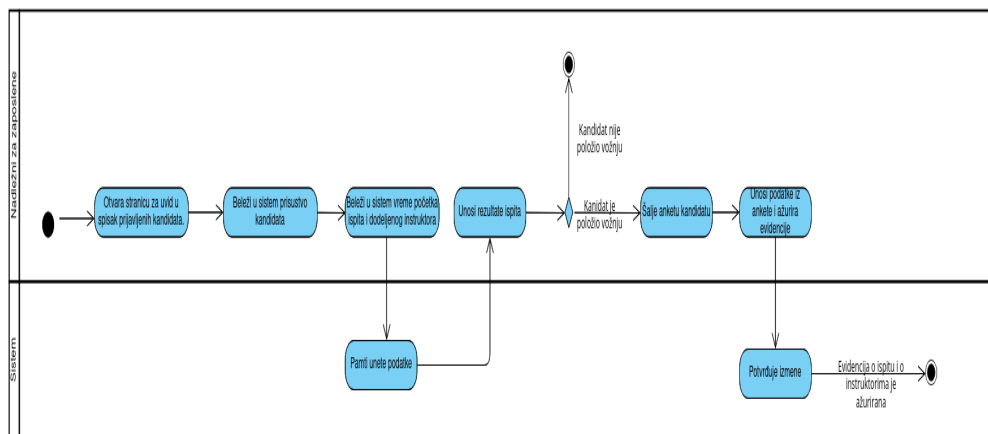 Nadležni za zaposlene
Otvara stranicu za uvid u
spisak prijavljenih kandidata.
Beleži u sistem prisustvo
kandidata
Beleži u sistem vreme početka
ispita i dodeljenog instruktora
Unosi rezultate ispita
Kandidat nije
položio vožnju
Kanidat je
položio vožnju
Šalje anketu kandidatu
Unosi podatke iz
ankete i ažurira
evidencije
Sistem
Pamti unete podatke
Potvrđuje izmene
Evidencija o ispitu i o
instruktorima je
ažurirana